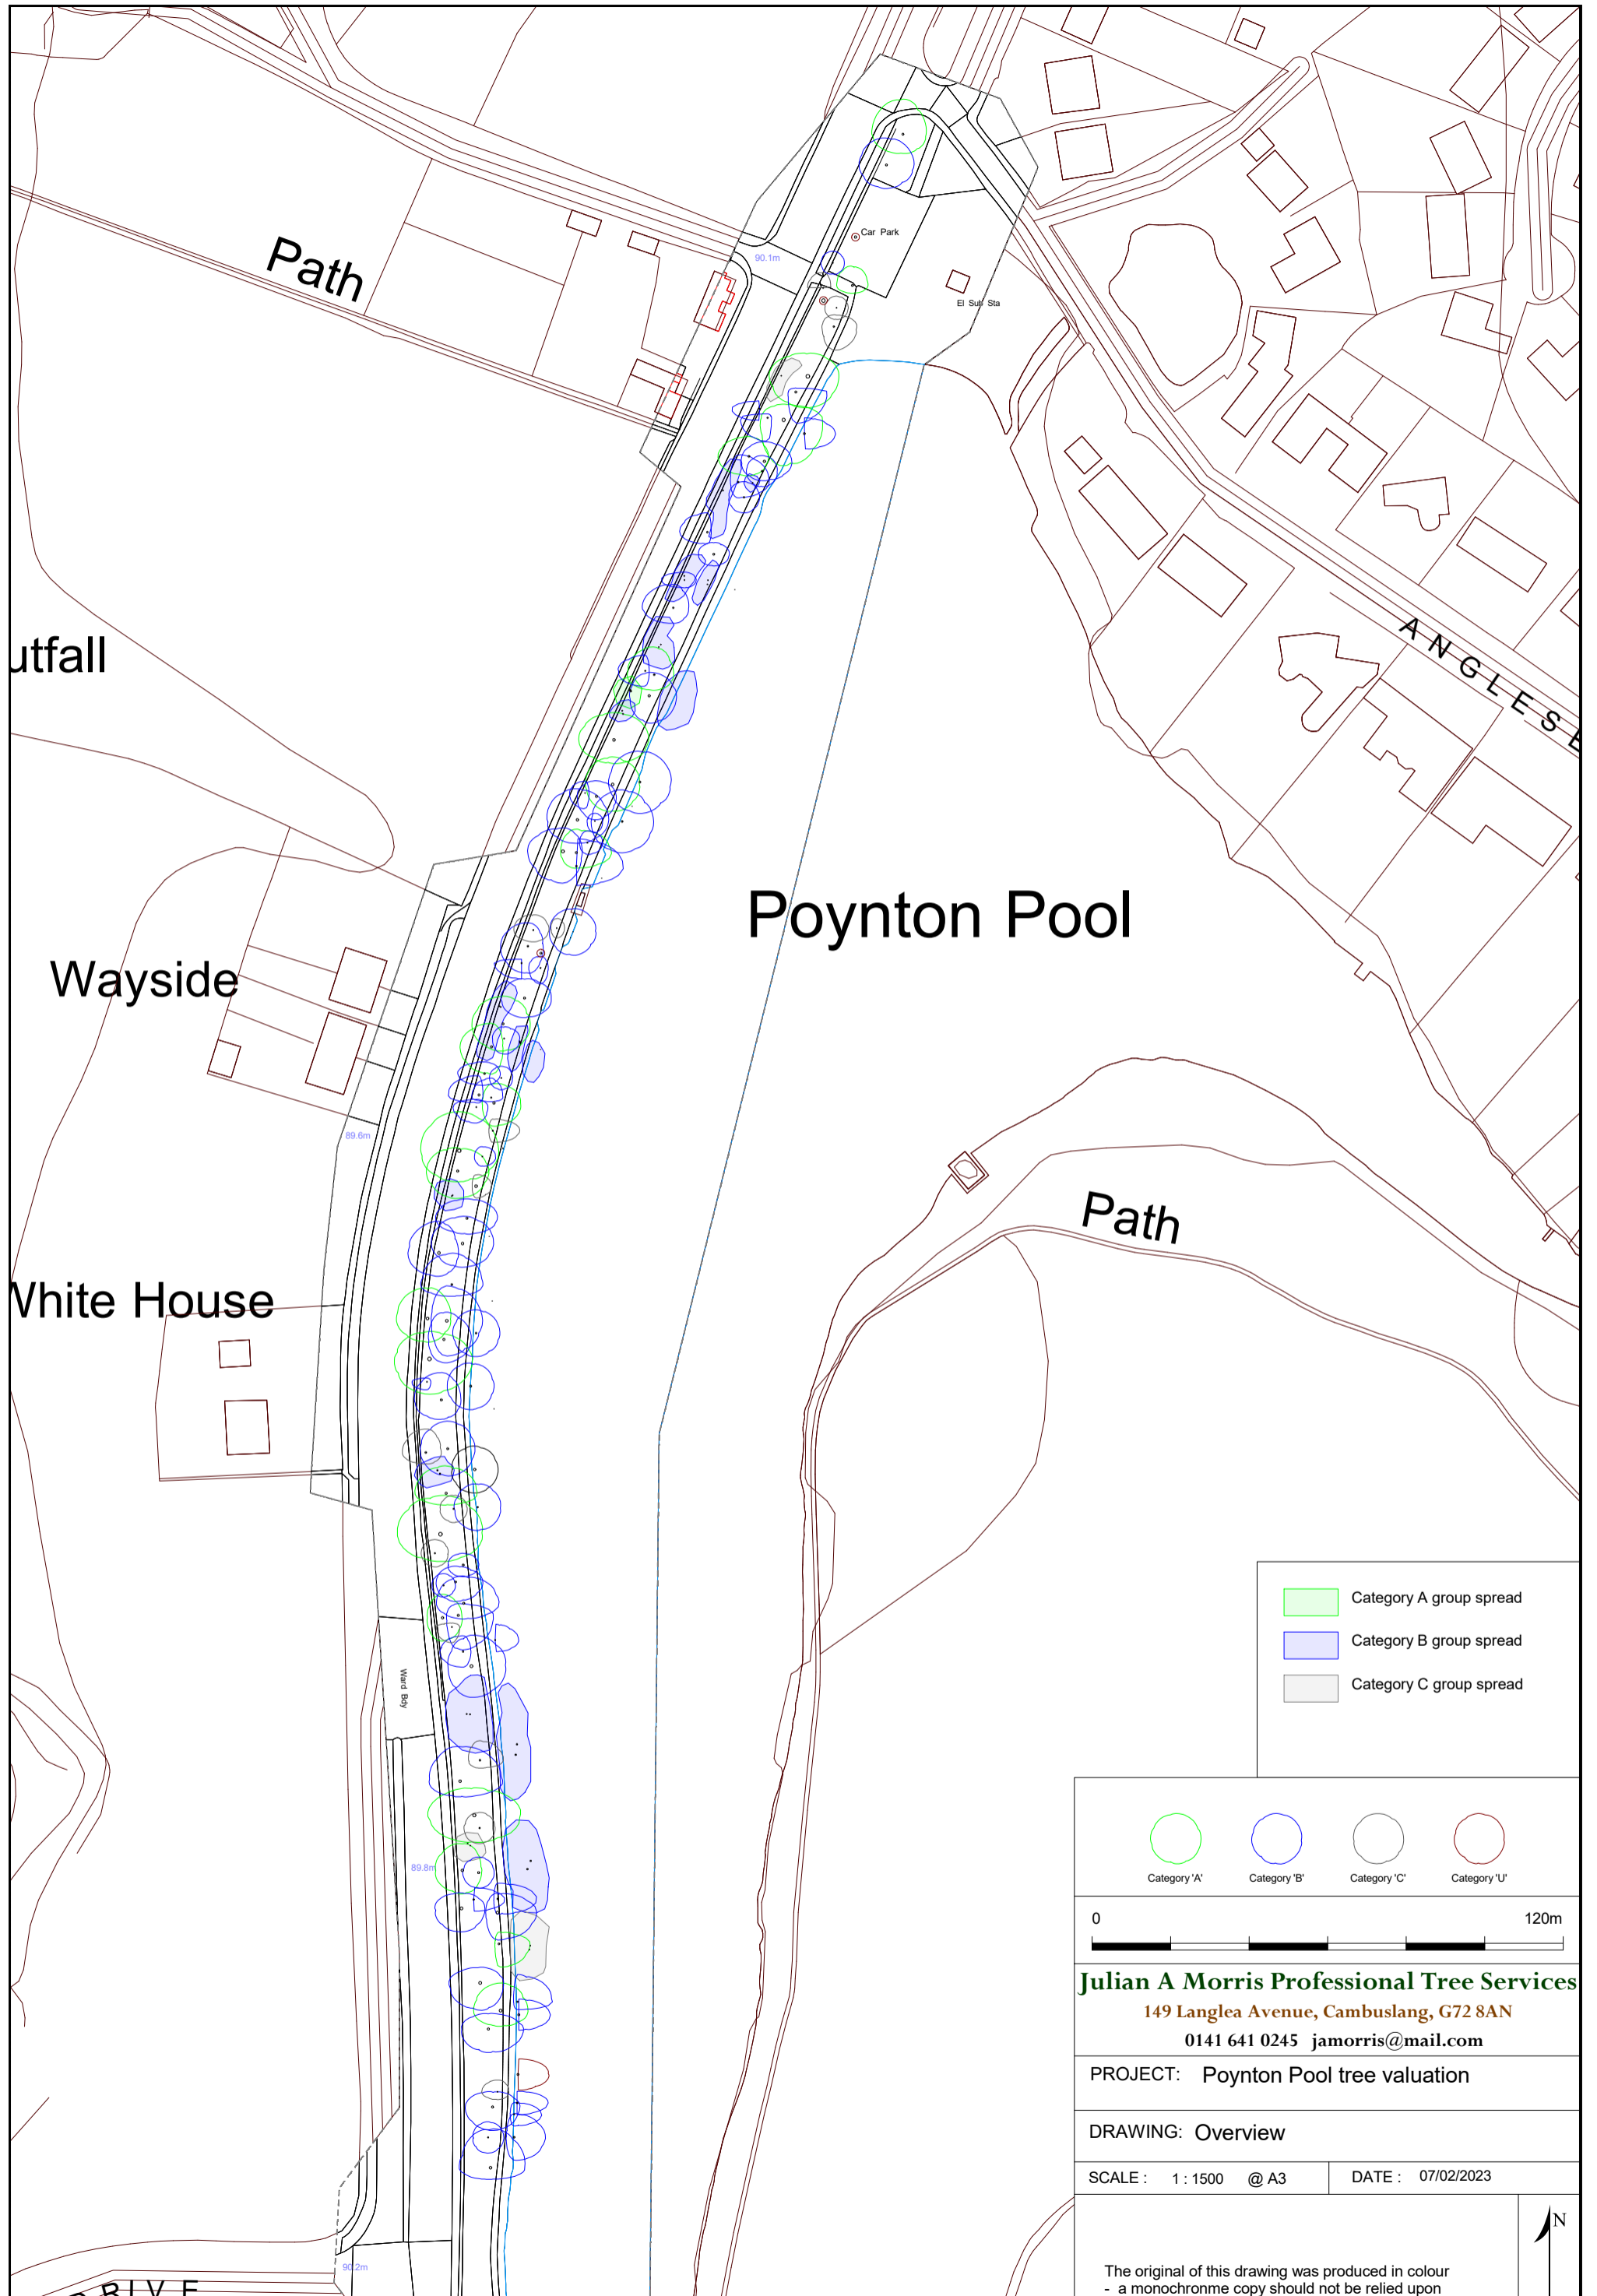 Path
Car Park
90.1m
El Sub Sta
utfall
ANGLESE
Poynton Pool
Wayside
89.6m
Path
White House
Category A group spread
Category B group spread
Category C group spread
Ward Bdy
Category 'A'
Category 'B'
Category 'C'
Category 'U'
89.8m
0
120m
Julian A Morris Professional Tree Services
149 Langlea Avenue, Cambuslang, G72 8AN
0141 641 0245 jamorris@mail.com
PROJECT: Poynton Pool tree valuation
DRAWING: Overview
SCALE : 1 : 1500 @ A3
DATE : 07/02/2023
N
90.2m
The original of this drawing was produced in colour
- a monochronme copy should not be relied upon
RIVE